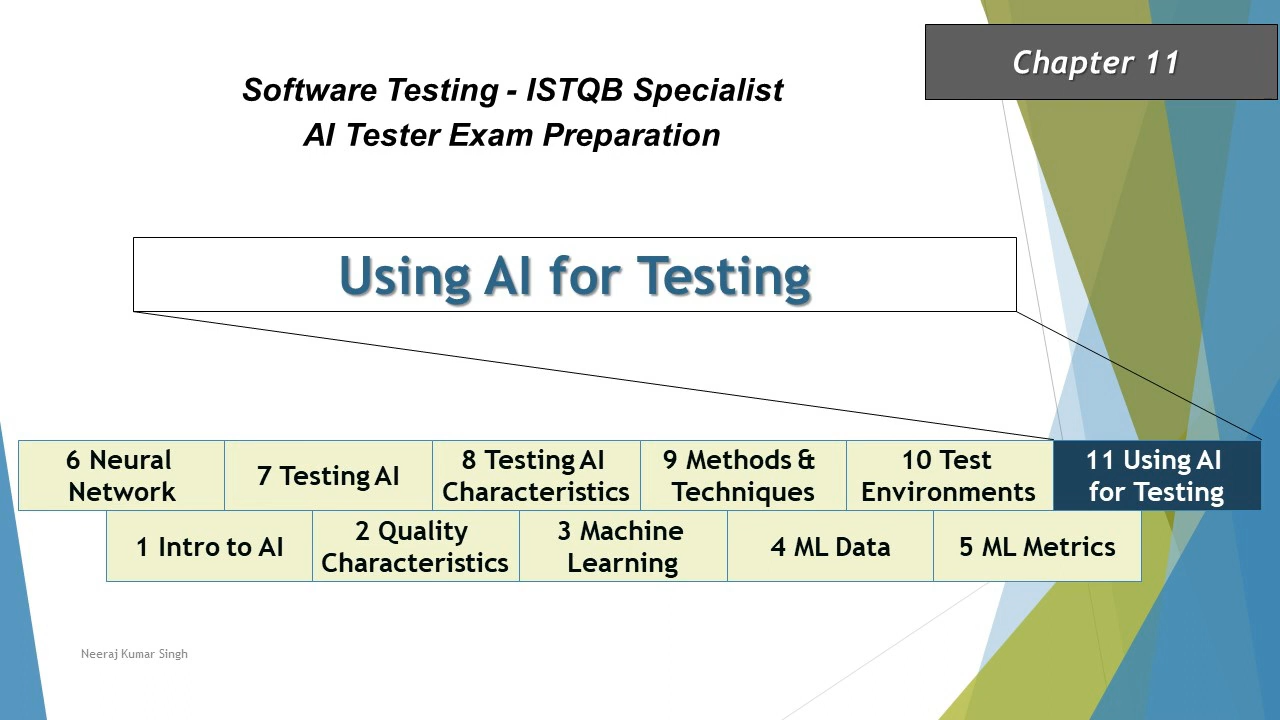 Chapter 11
Software Testing - ISTQB Specialist
AI Tester Exam Preparation
Using AI for Testing
6 Neural
Network
7 Testing AI
8 Testing AI
Characteristics
9 Methods &
Techniques
10 Test
Environments
11 Using AI
for Testing
1 Intro to AI
2 Quality
Characteristics
3 Machine
Learning
4 ML Data
5 ML Metrics
Neeraj Kumar Singh